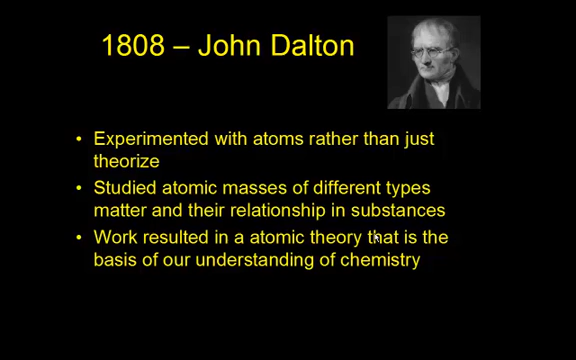 1808 – John Dalton
• Experimented with atoms rather than just
theorize
• Studied atomic masses of different types
matter and their relationship in substances
• Work resulted in a atomic theory that is the
basis of our understanding of chemistry